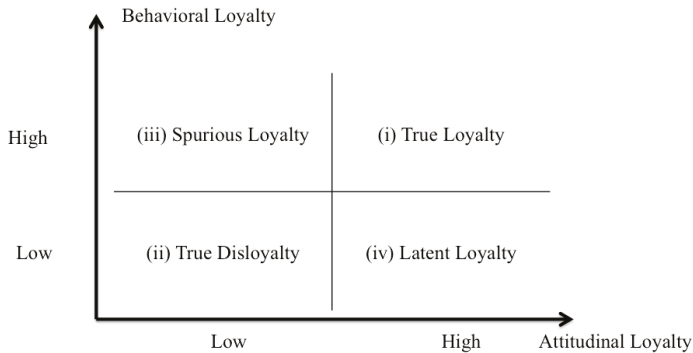 Behavioral Loyalty
High
(iii) Spurious Loyalty
(i) True Loyalty
Low
(ii) True Disloyalty
(iv) Latent Loyalty
Low
High
Attitudinal Loyalty